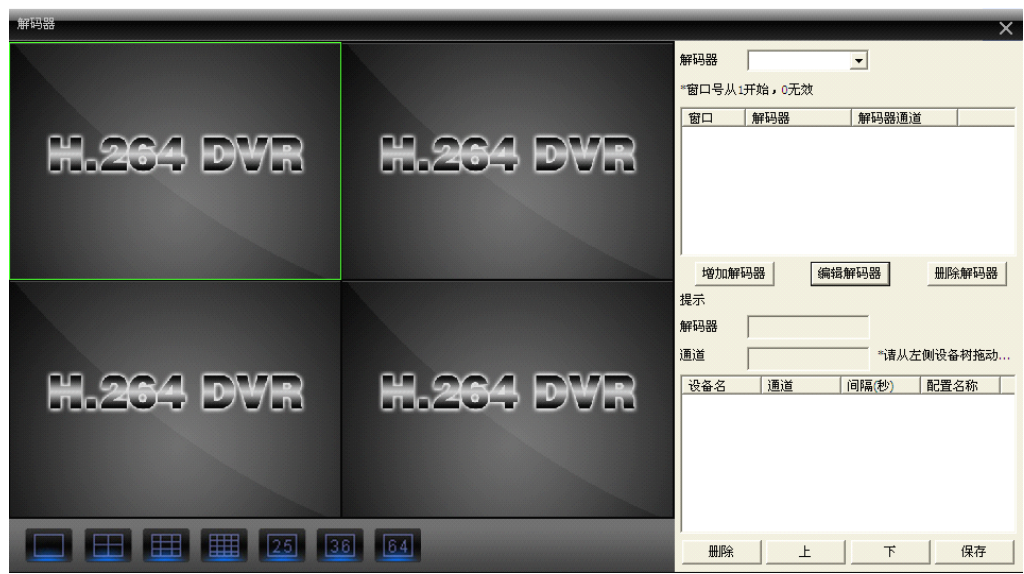 解码器
H.264 DVR
H.264 DVR
H.264 DVR
H.264 DVR
25 36 64
解码器
*窗口号从1开始，0无效
窗口 解码器 解码器通道
增加解码器 编辑解码器 删除解码器
提示
解码器
通道 *请从左侧设备树拖动...
设备名 通道 间隔(秒) 配置名称
删除 上 下 保存